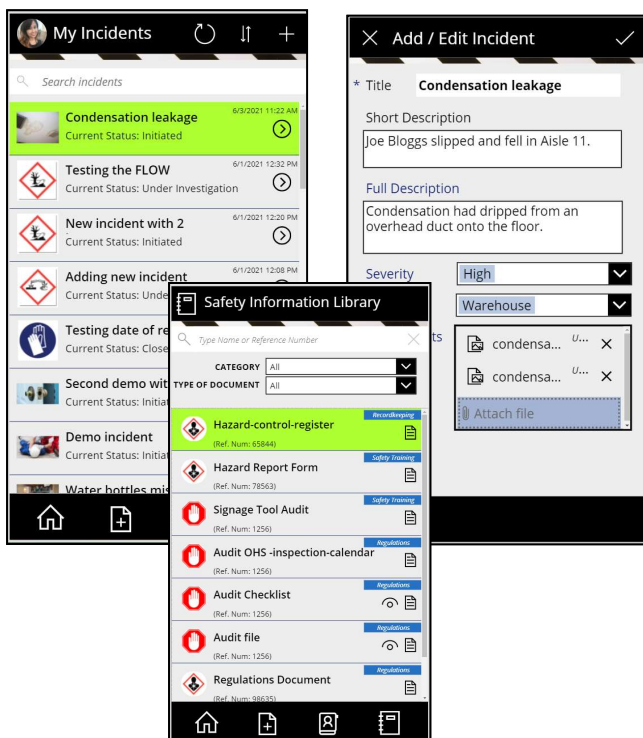 My Incidents
Search incidents
Condensation leakage
6/3/2021 11:22 AM
Current Status: Initiated
Testing the FLOW
6/1/2021 12:32 PM
Current Status: Under Investigation
New incident with 2
6/1/2021 12:20 PM
Current Status: Initiated
Adding new incident
6/1/2021 12:08 PM
Current Status: Unde
Testing date of re
Current Status: Close
Second demo wit
Current Status: Initiat
Demo incident
Current Status: Initiat
Water bottles mis
Add / Edit Incident
* Title Condensation leakage
Short Description
Joe Bloggs slipped and fell in Aisle 11.
Full Description
Condensation had dripped from an
overhead duct onto the floor.
Severity High
Warehouse
ts
condensa... U...
condensa... U...
Attach file
Safety Information Library
Type Name or Reference Number
CATEGORY All
TYPE OF DOCUMENT All
Recordkeeping
Hazard-control-register
(Ref. Num: 65844)
Safety Training
Hazard Report Form
(Ref. Num: 78563)
Safety Training
Signage Tool Audit
(Ref. Num: 1256)
Regulations
Audit OHS -inspection-calendar
(Ref. Num: 1256)
Regulations
Audit Checklist
(Ref. Num: 1256)
Regulations
Audit file
(Ref. Num: 1256)
Regulations
Regulations Document
(Ref. Num: 98635)